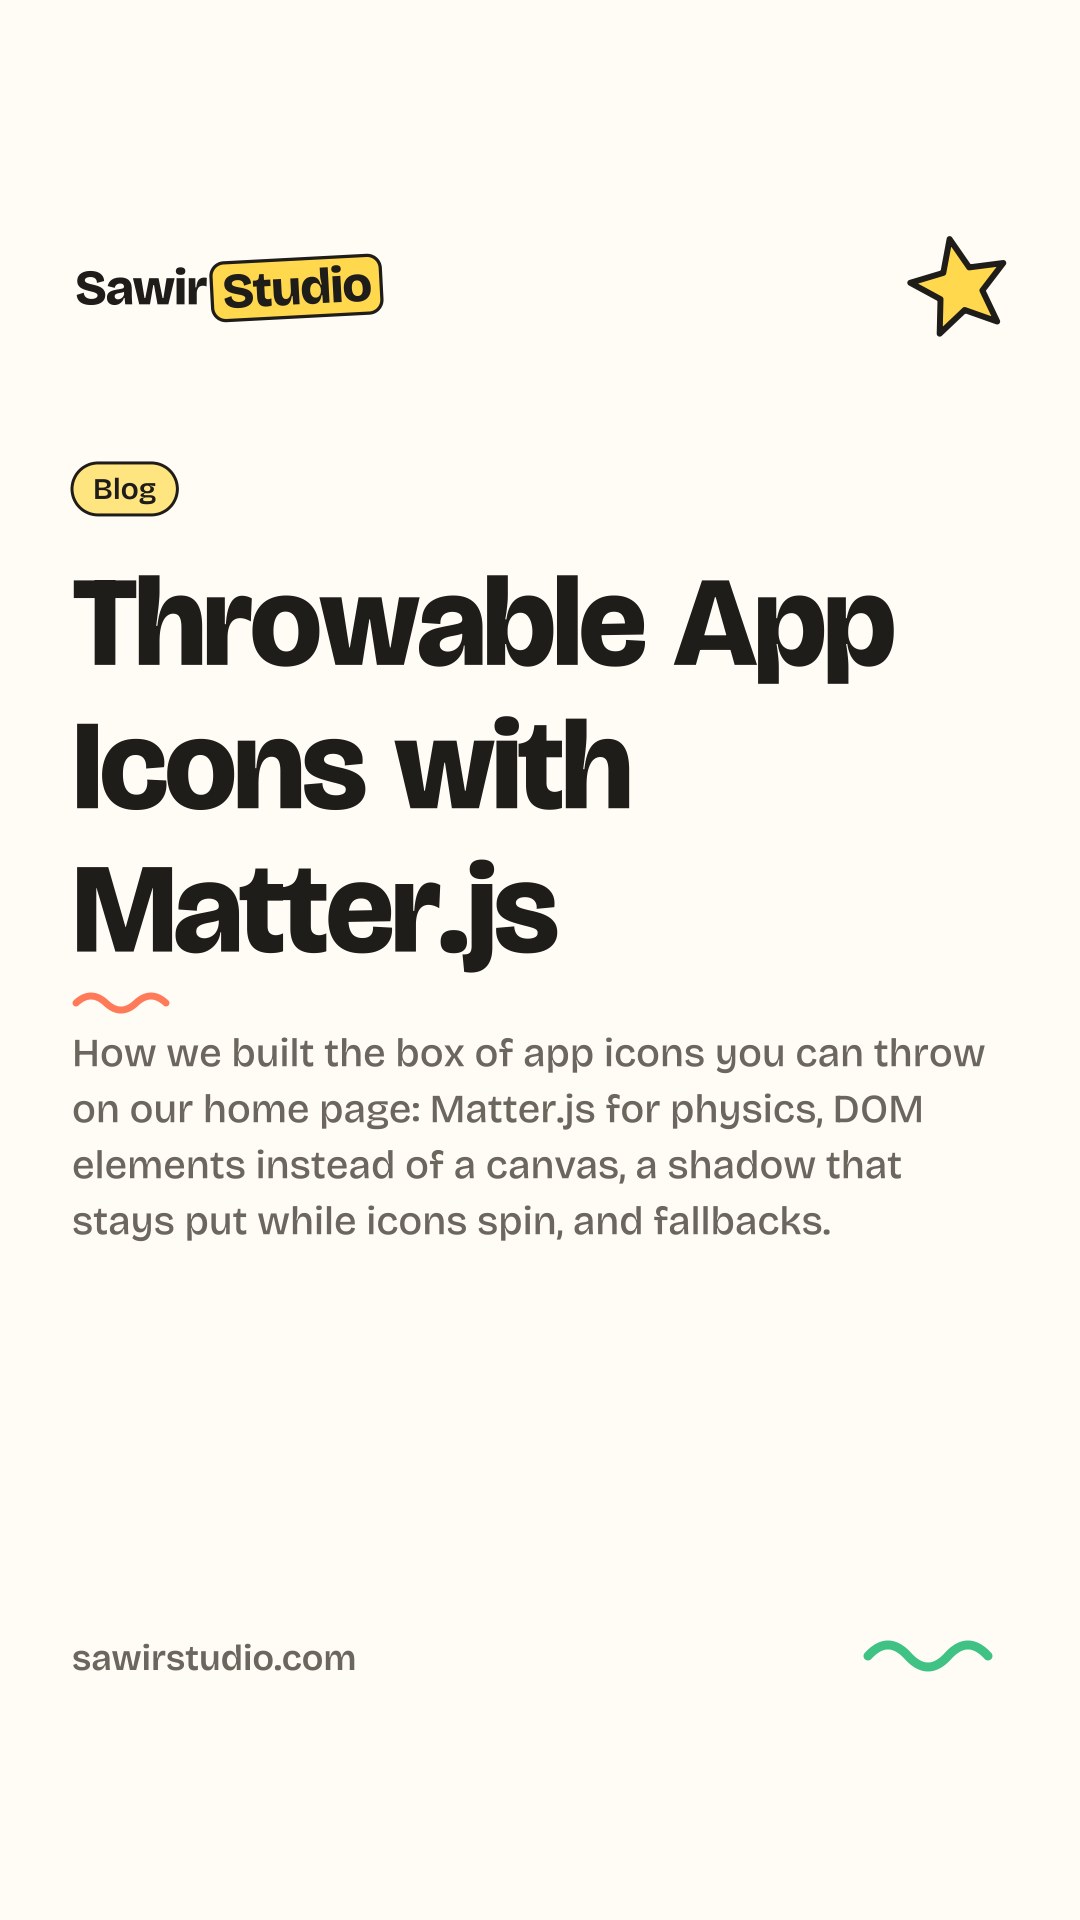 Sawir Studio
Blog
Throwable App
Icons with
Matter.js
How we built the box of app icons you can throw
on our home page: Matter.js for physics, DOM
elements instead of a canvas, a shadow that
stays put while icons spin, and fallbacks.
sawirstudio.com